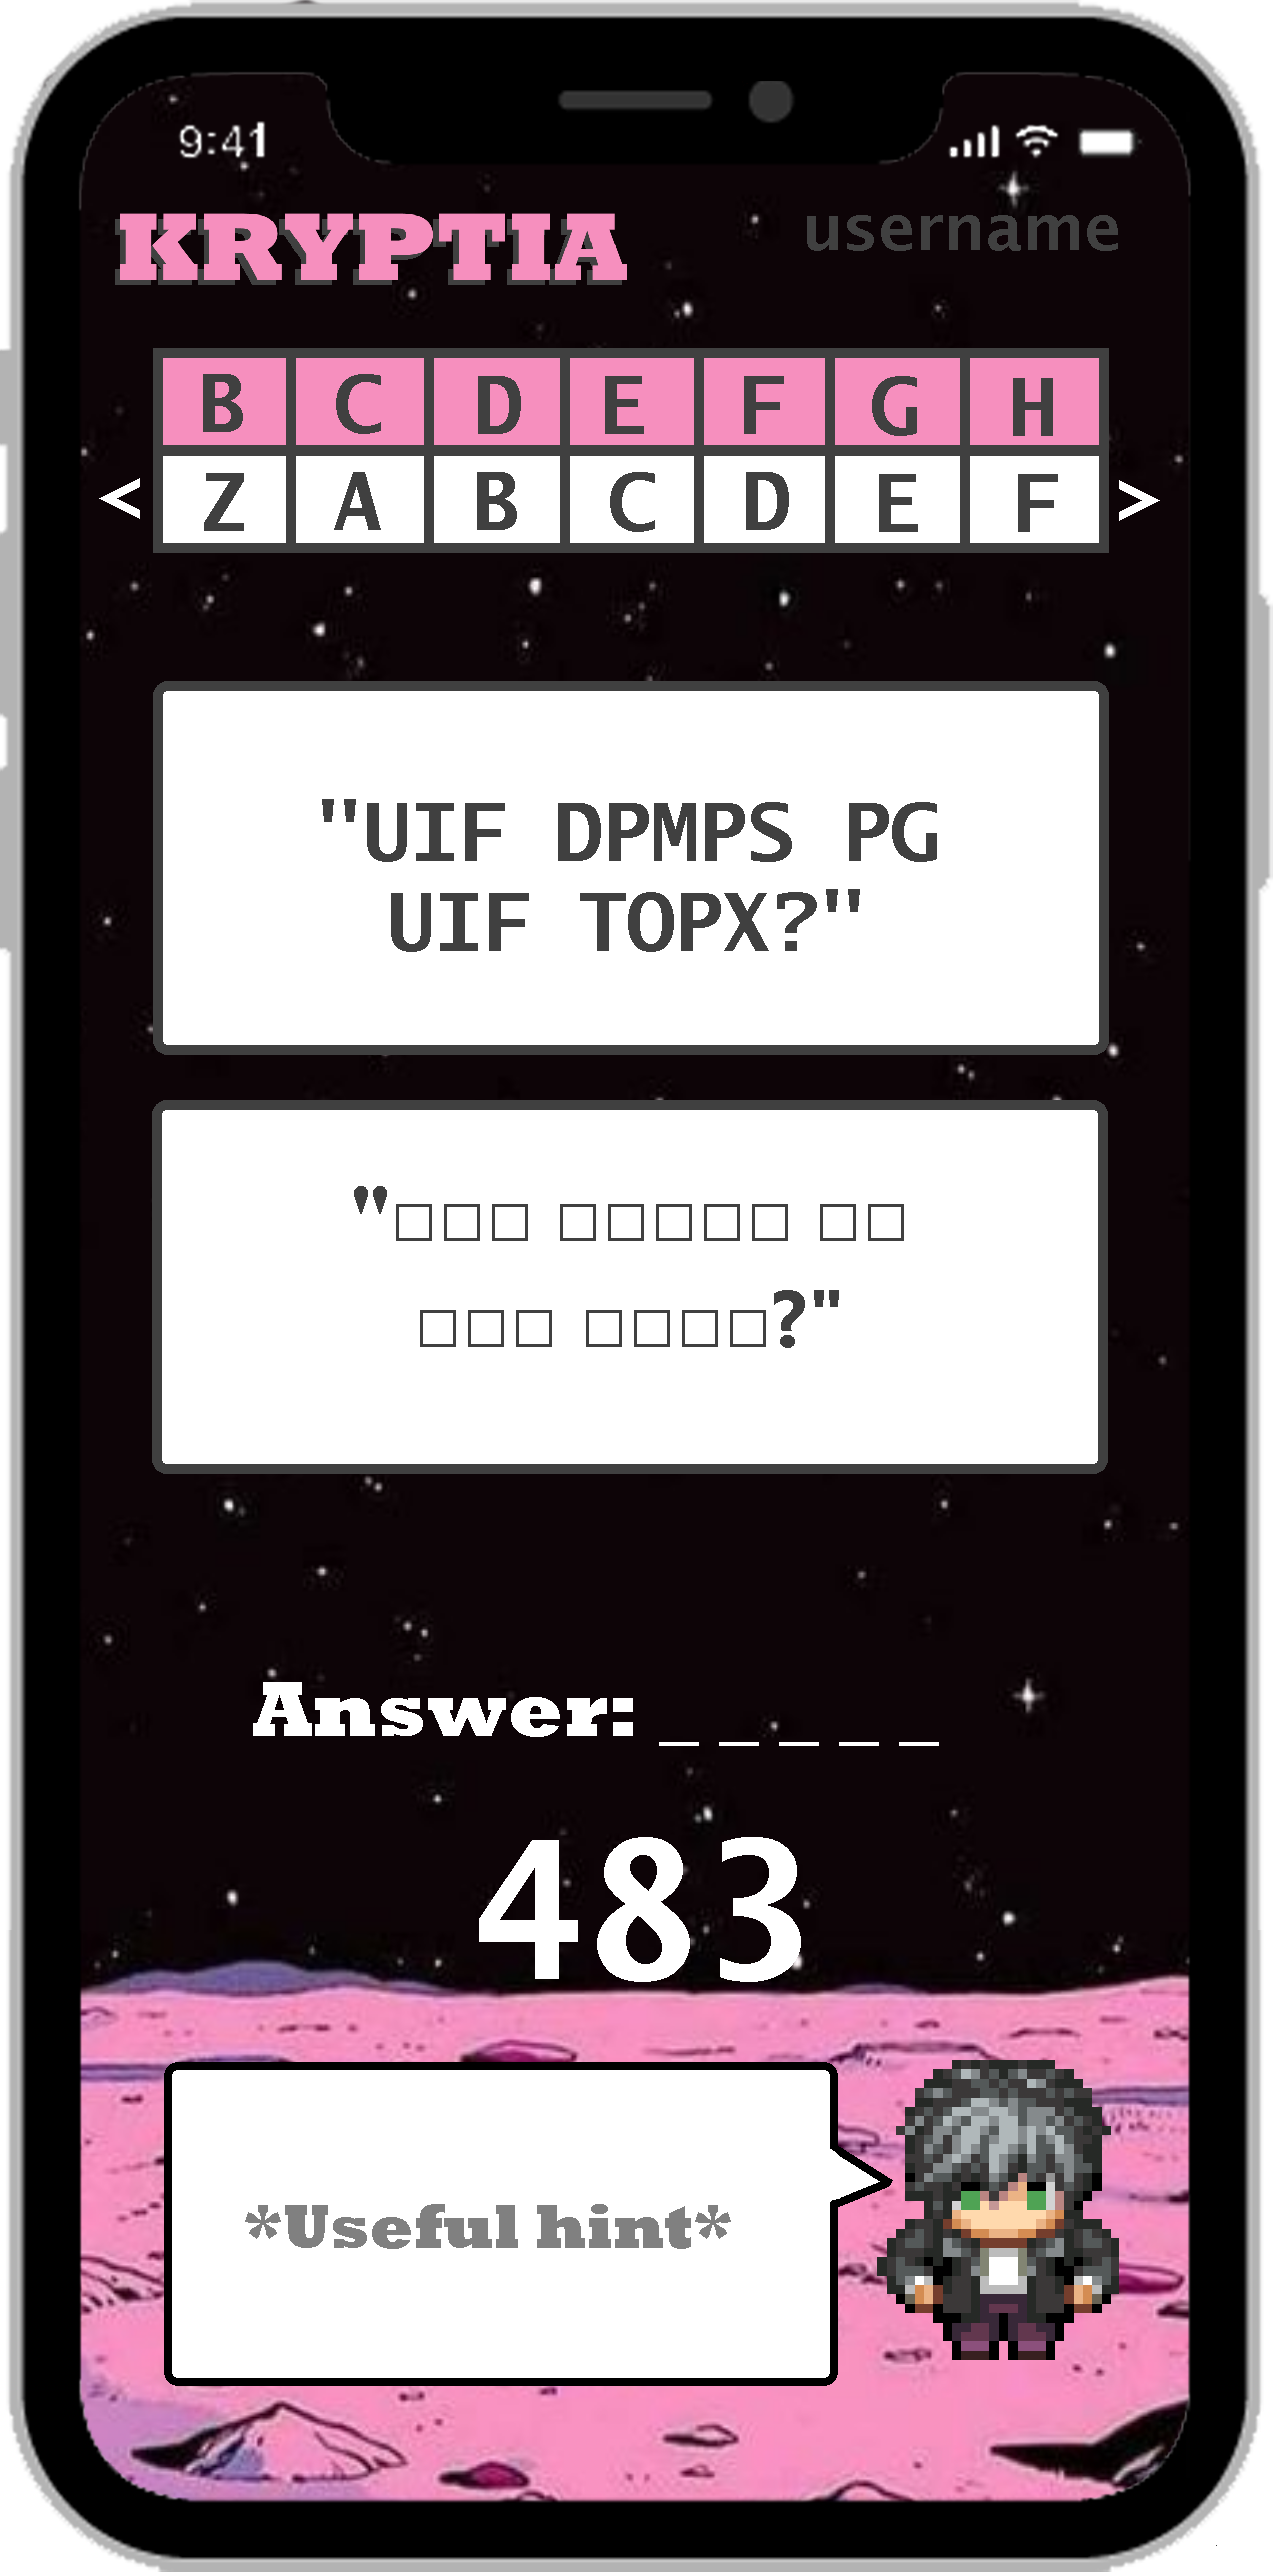 9:41
KRYPTIA
username
B C D E F G H
< Z A B C D E F >
"UIF DPMPS PG
UIF TOPX?"
"□□□ □□□□□ □□
□□□ □□□□?"
Answer: _ _ _ _ _
483
*Useful hint*